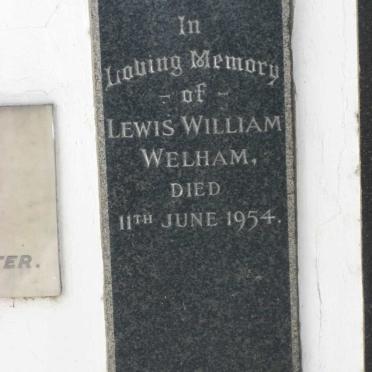 In
Loving Memory
- of -
LEWIS WILLIAM
WELHAM,
DIED
11TH JUNE 1954.
TER.